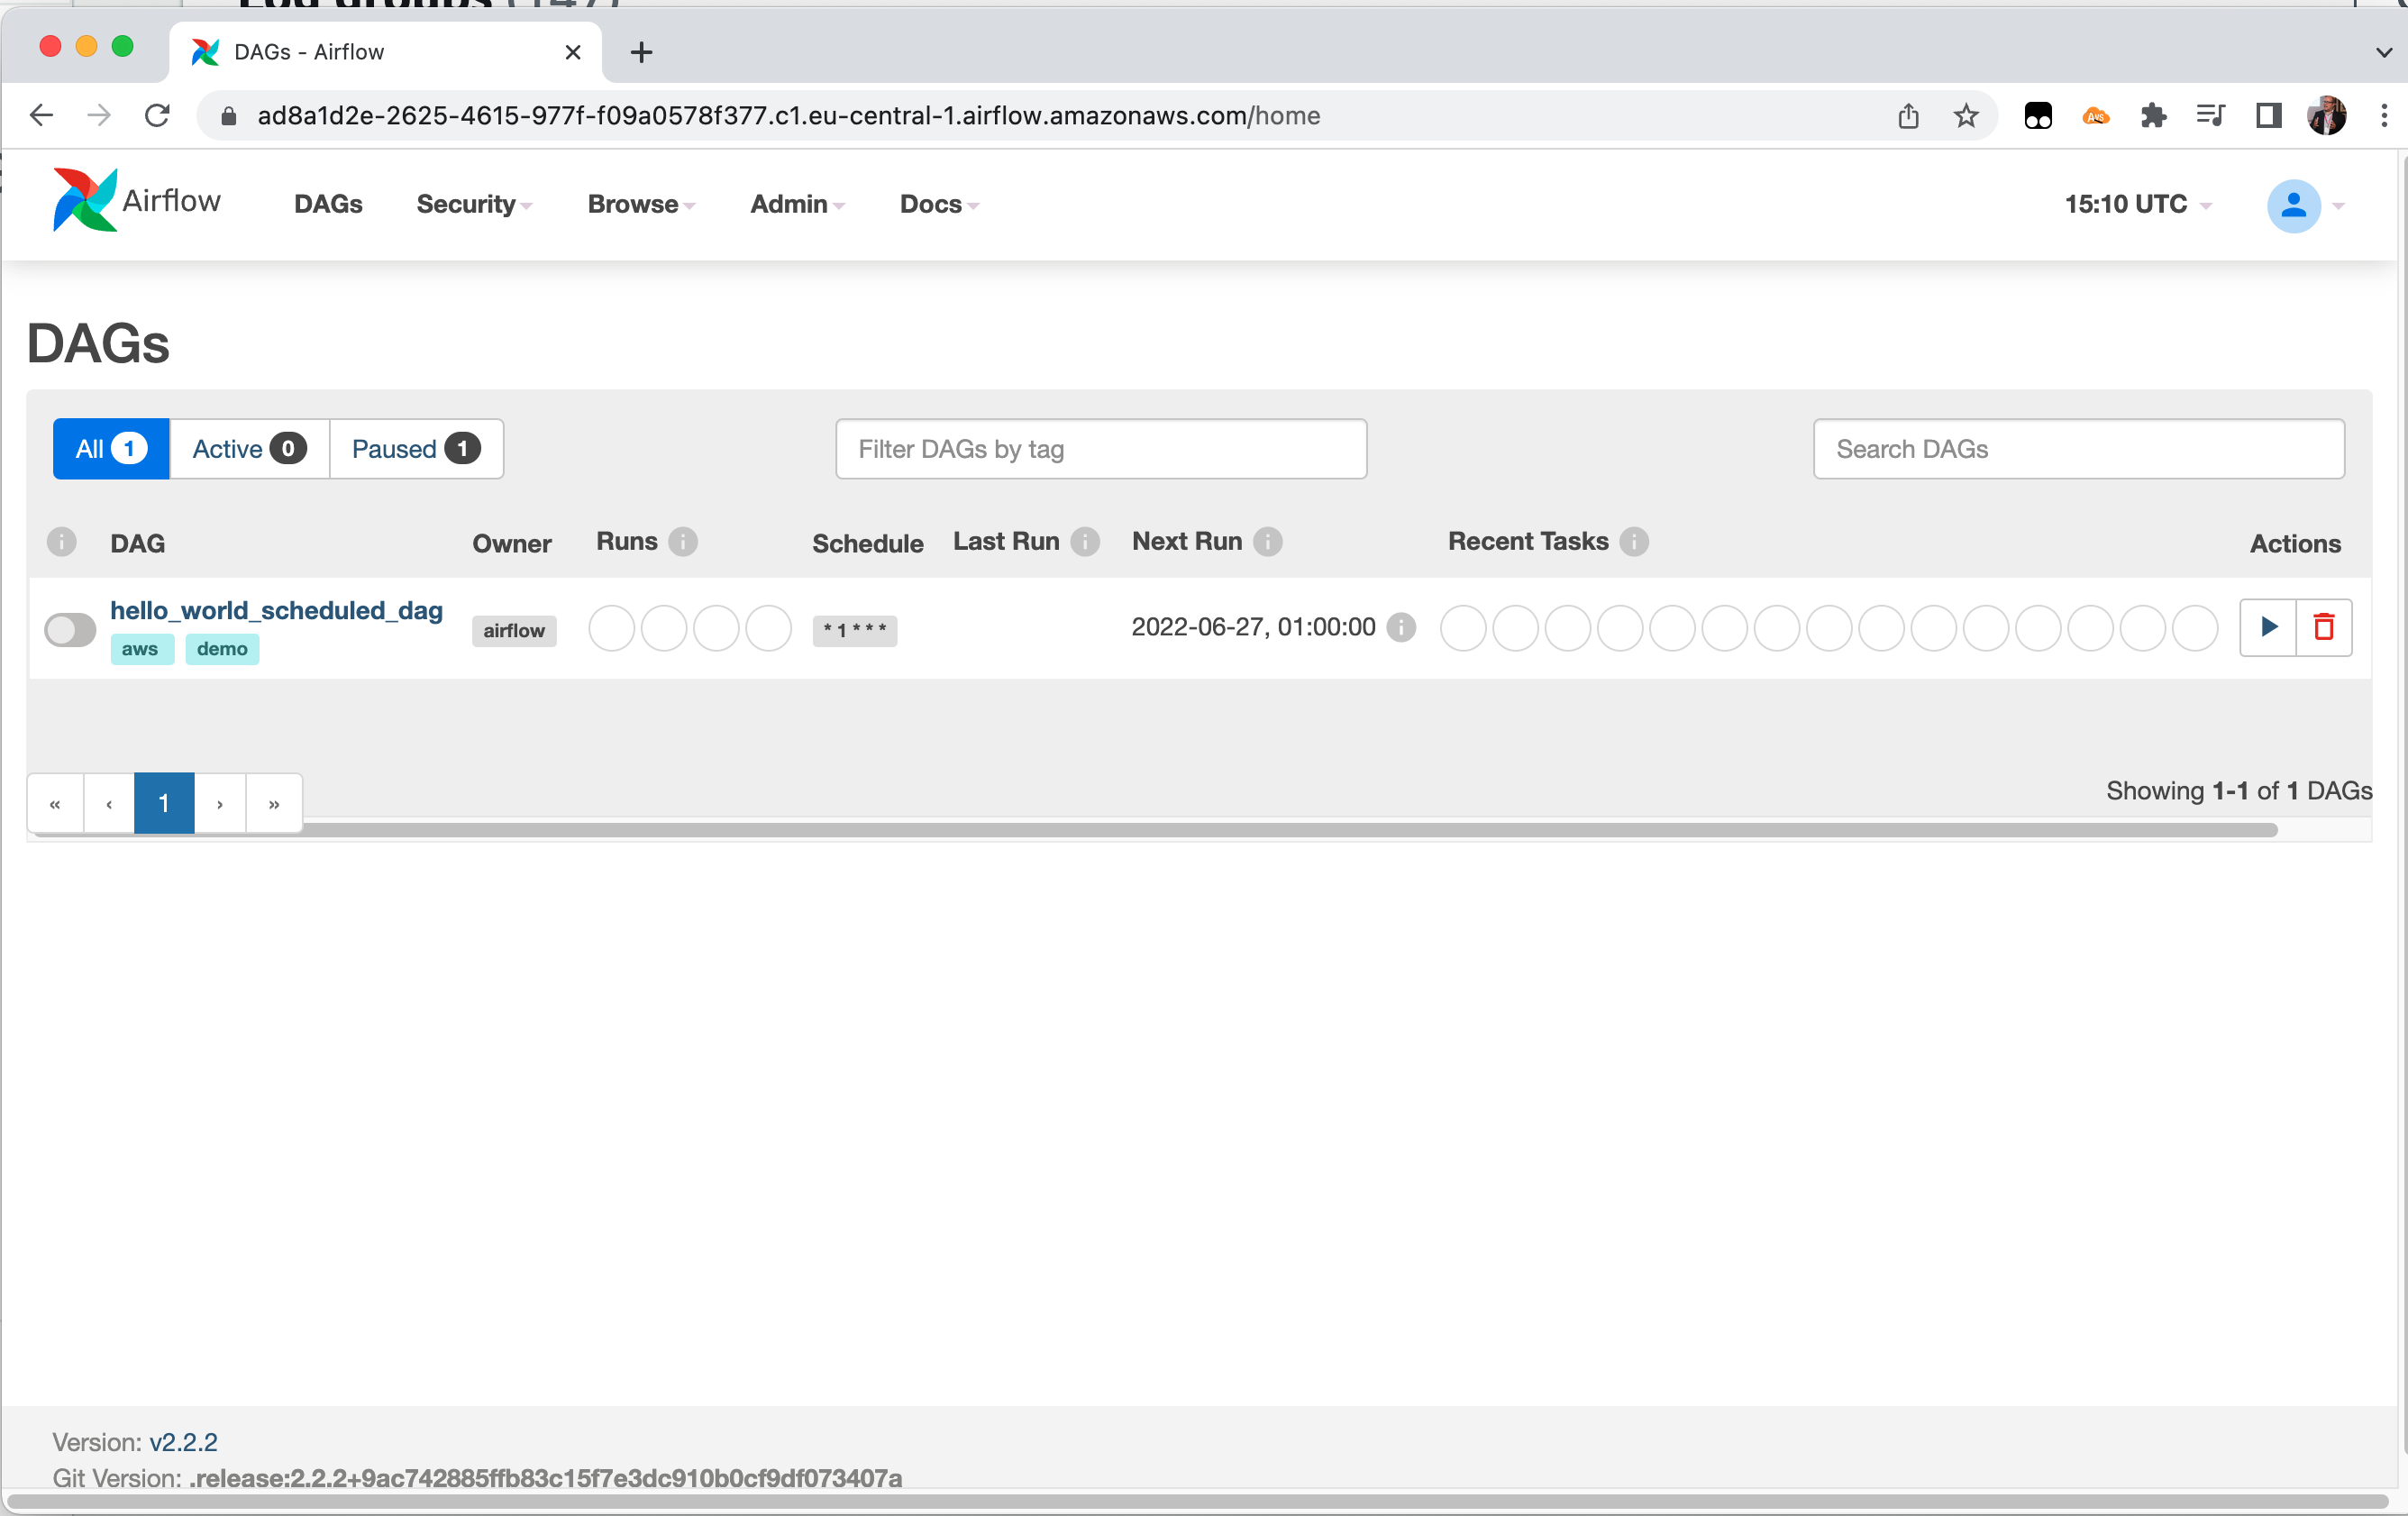 DAGs - Airflow
ad8a1d2e-2625-4615-977f-f09a0578f377.c1.eu-central-1.airflow.amazonaws.com/home
Airflow DAGs Security Browse Admin Docs 15:10 UTC
DAGs
All 1 Active 0 Paused 1 Filter DAGs by tag Search DAGs
DAG Owner Runs Schedule Last Run Next Run Recent Tasks Actions
hello_world_scheduled_dag
airflow * 1 * * * 2022-06-27, 01:00:00
aws demo
« ‹ 1 › »
Showing 1-1 of 1 DAGs
Version: v2.2.2
Git Version: .release:2.2.2+9ac742885ffb83c15f7e3dc910b0cf9df073407a